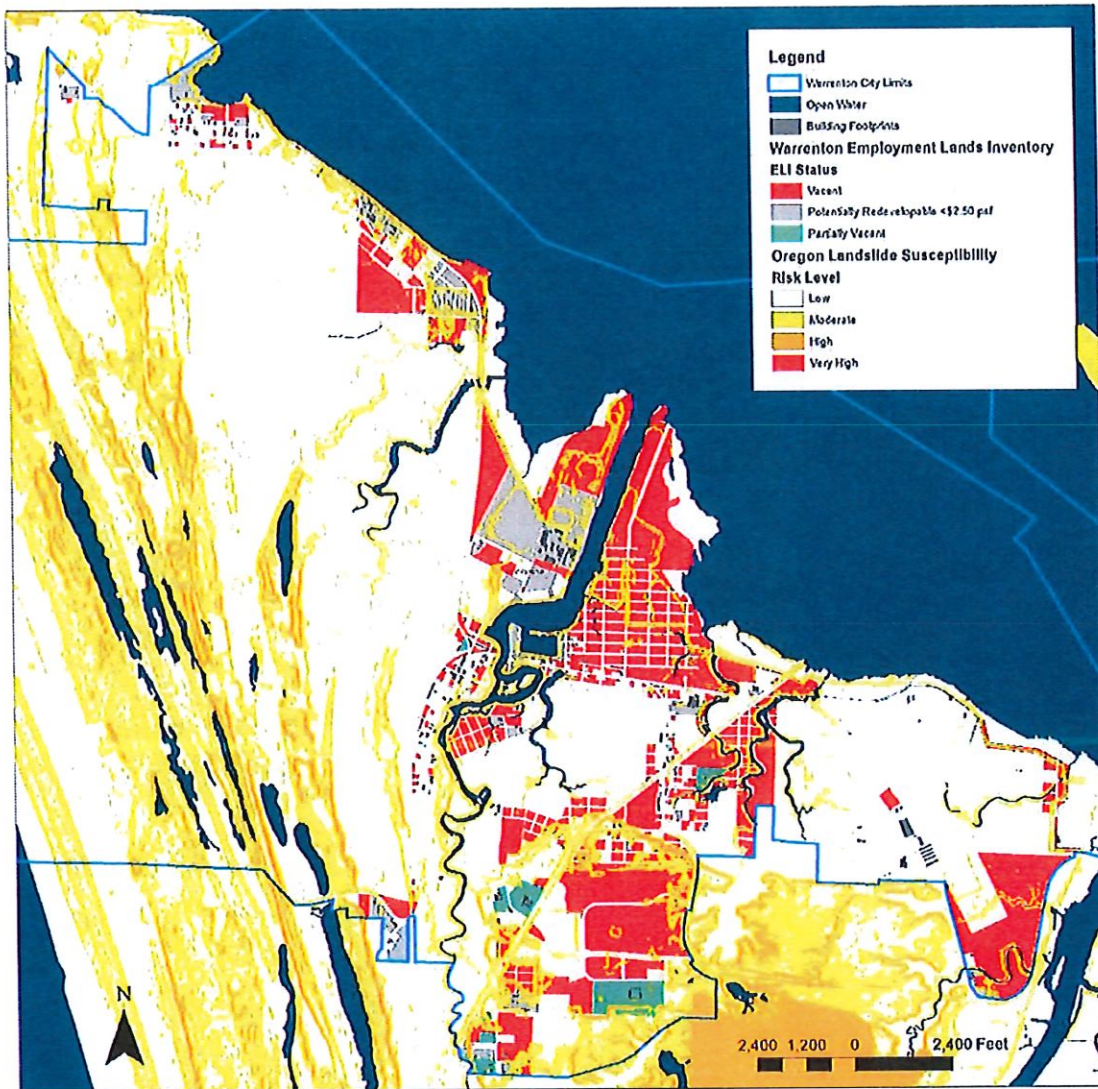 Legend
Warrenton City Limits
Open Water
Building Footprints
Warrenton Employment Lands Inventory
ELI Status
Vacant
Potentially Redevelopable <$2.50 psf
Partially Vacant
Oregon Landslide Susceptibility
Risk Level
Low
Moderate
High
Very High
N
2,400 1,200 0 2,400 Feet